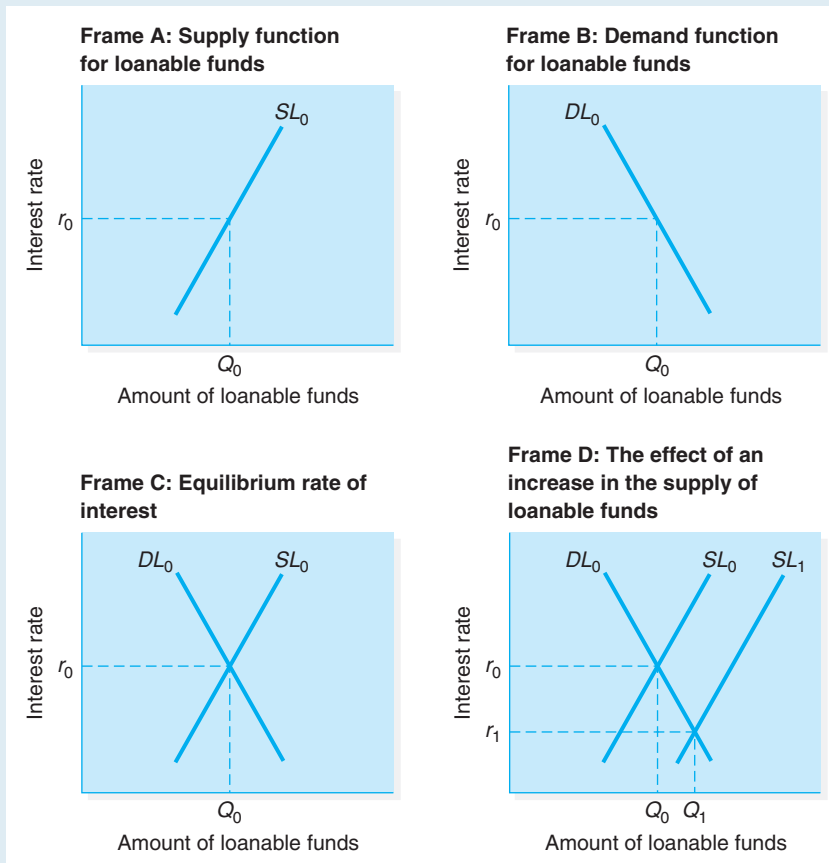 Frame A: Supply function
for loanable funds
SL0
Interest rate
r0
Q0
Amount of loanable funds
Frame B: Demand function
for loanable funds
DL0
Interest rate
r0
Q0
Amount of loanable funds
Frame C: Equilibrium rate of
interest
DL0 SL0
Interest rate
r0
Q0
Amount of loanable funds
Frame D: The effect of an
increase in the supply of
loanable funds
DL0 SL0 SL1
Interest rate
r0
r1
Q0 Q1
Amount of loanable funds